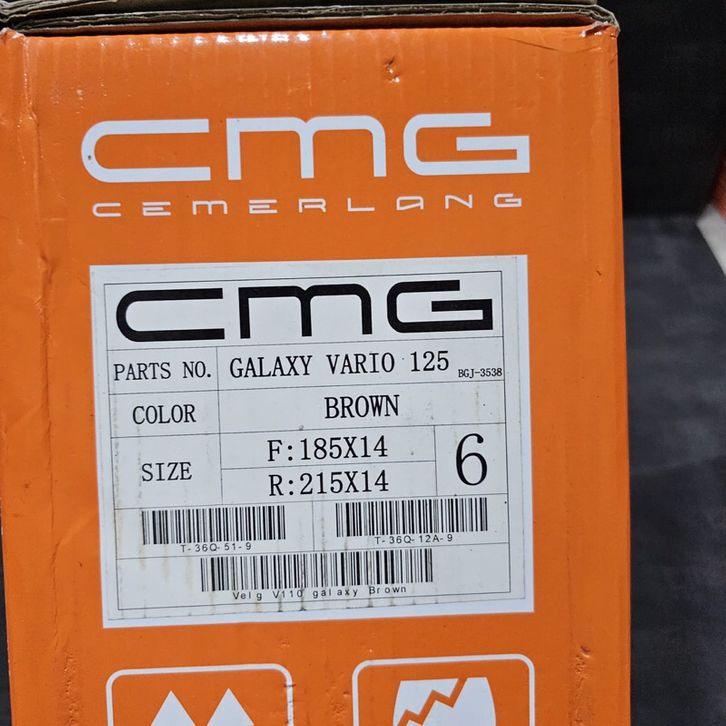 CMG
CEMERLANG
CMG
PARTS NO. GALAXY VARIO 125 BGJ-3538
COLOR BROWN
SIZE F:185X14 6
R:215X14
T-36Q-51-9 T-36Q-12A-9
Velg V110 galaxy Brown